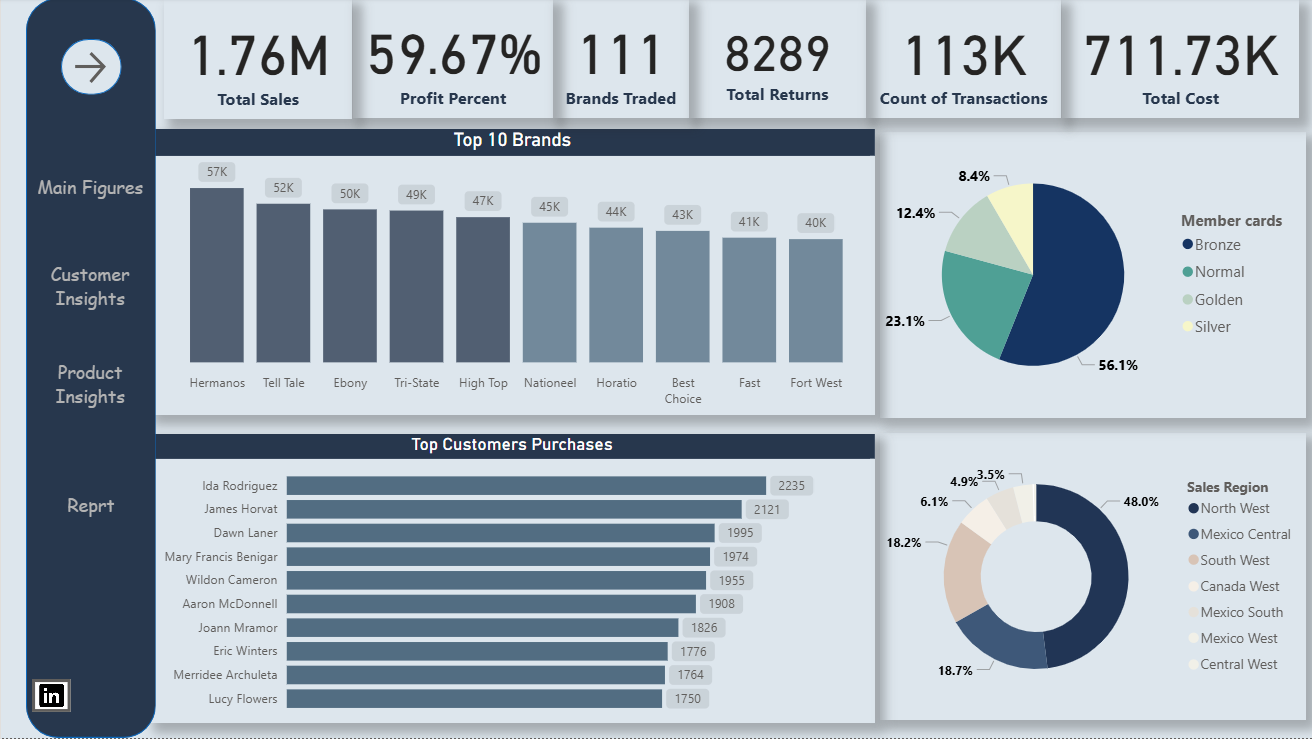 1.76M
Total Sales
59.67%
Profit Percent
111
Brands Traded
8289
Total Returns
113K
Count of Transactions
711.73K
Total Cost
Main Figures
Customer
Insights
Product
Insights
Reprt
in
Top 10 Brands
57K
52K
50K
49K
47K
45K
44K
43K
41K
40K
Hermanos
Tell Tale
Ebony
Tri-State
High Top
Nationeel
Horatio
Best
Choice
Fast
Fort West
8.4%
12.4%
23.1%
56.1%
Member cards
Bronze
Normal
Golden
Silver
Top Customers Purchases
Ida Rodriguez 2235
James Horvat 2121
Dawn Laner 1995
Mary Francis Benigar 1974
Wildon Cameron 1955
Aaron McDonnell 1908
Joann Mramor 1826
Eric Winters 1776
Merridee Archuleta 1764
Lucy Flowers 1750
3.5%
4.9%
6.1%
48.0%
18.2%
18.7%
Sales Region
North West
Mexico Central
South West
Canada West
Mexico South
Mexico West
Central West